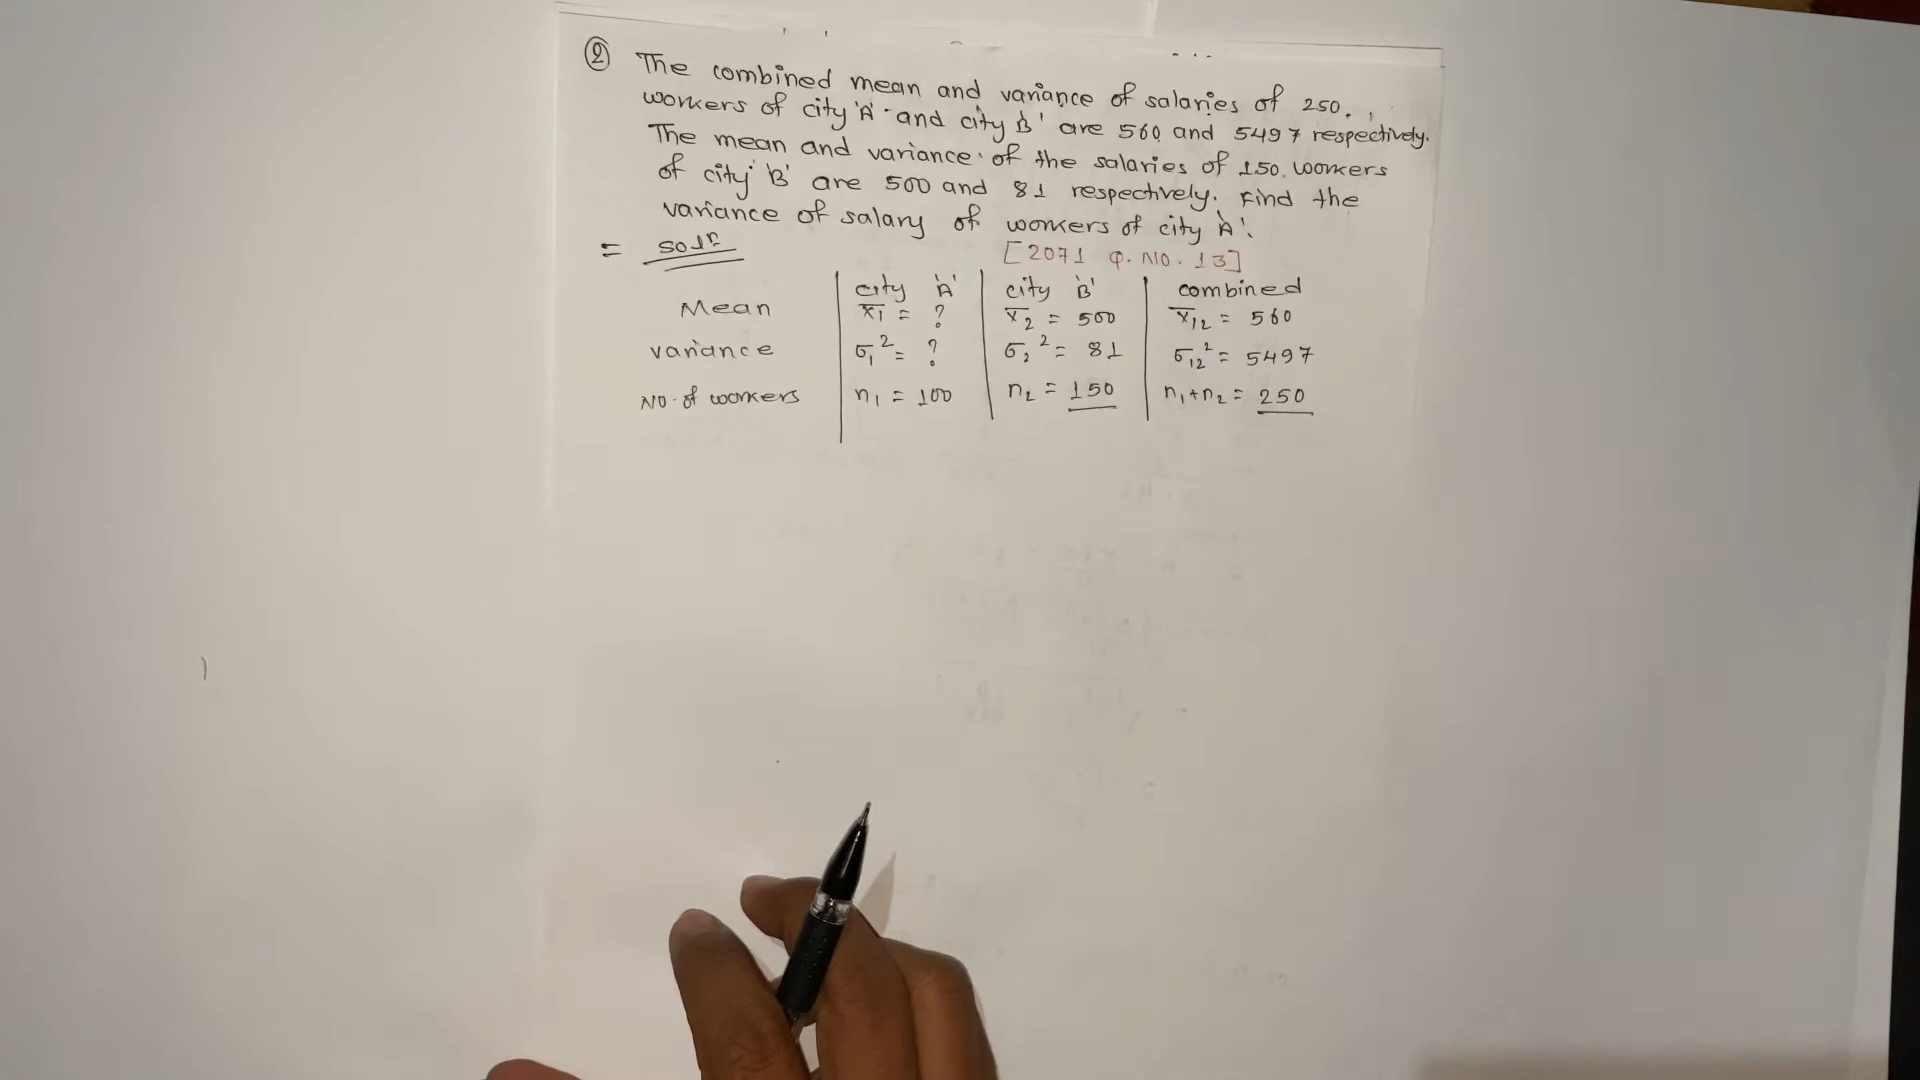 ② The combined mean and variance of salaries of 250
workers of city 'A' and city 'B' are 560 and 5497 respectively.
The mean and variance of the salaries of 150 workers
of city 'B' are 500 and 81 respectively. Find the
variance of salary of workers of city 'A'.
= Solⁿ [2071 Q. NO. 13]
city 'A' city 'B' combined
Mean x̄₁ = ? x̄₂ = 500 x̄₁₂ = 560
variance σ₁² = ? σ₂² = 81 σ₁₂² = 5497
No. of workers n₁ = 100 n₂ = 150 n₁+n₂ = 250